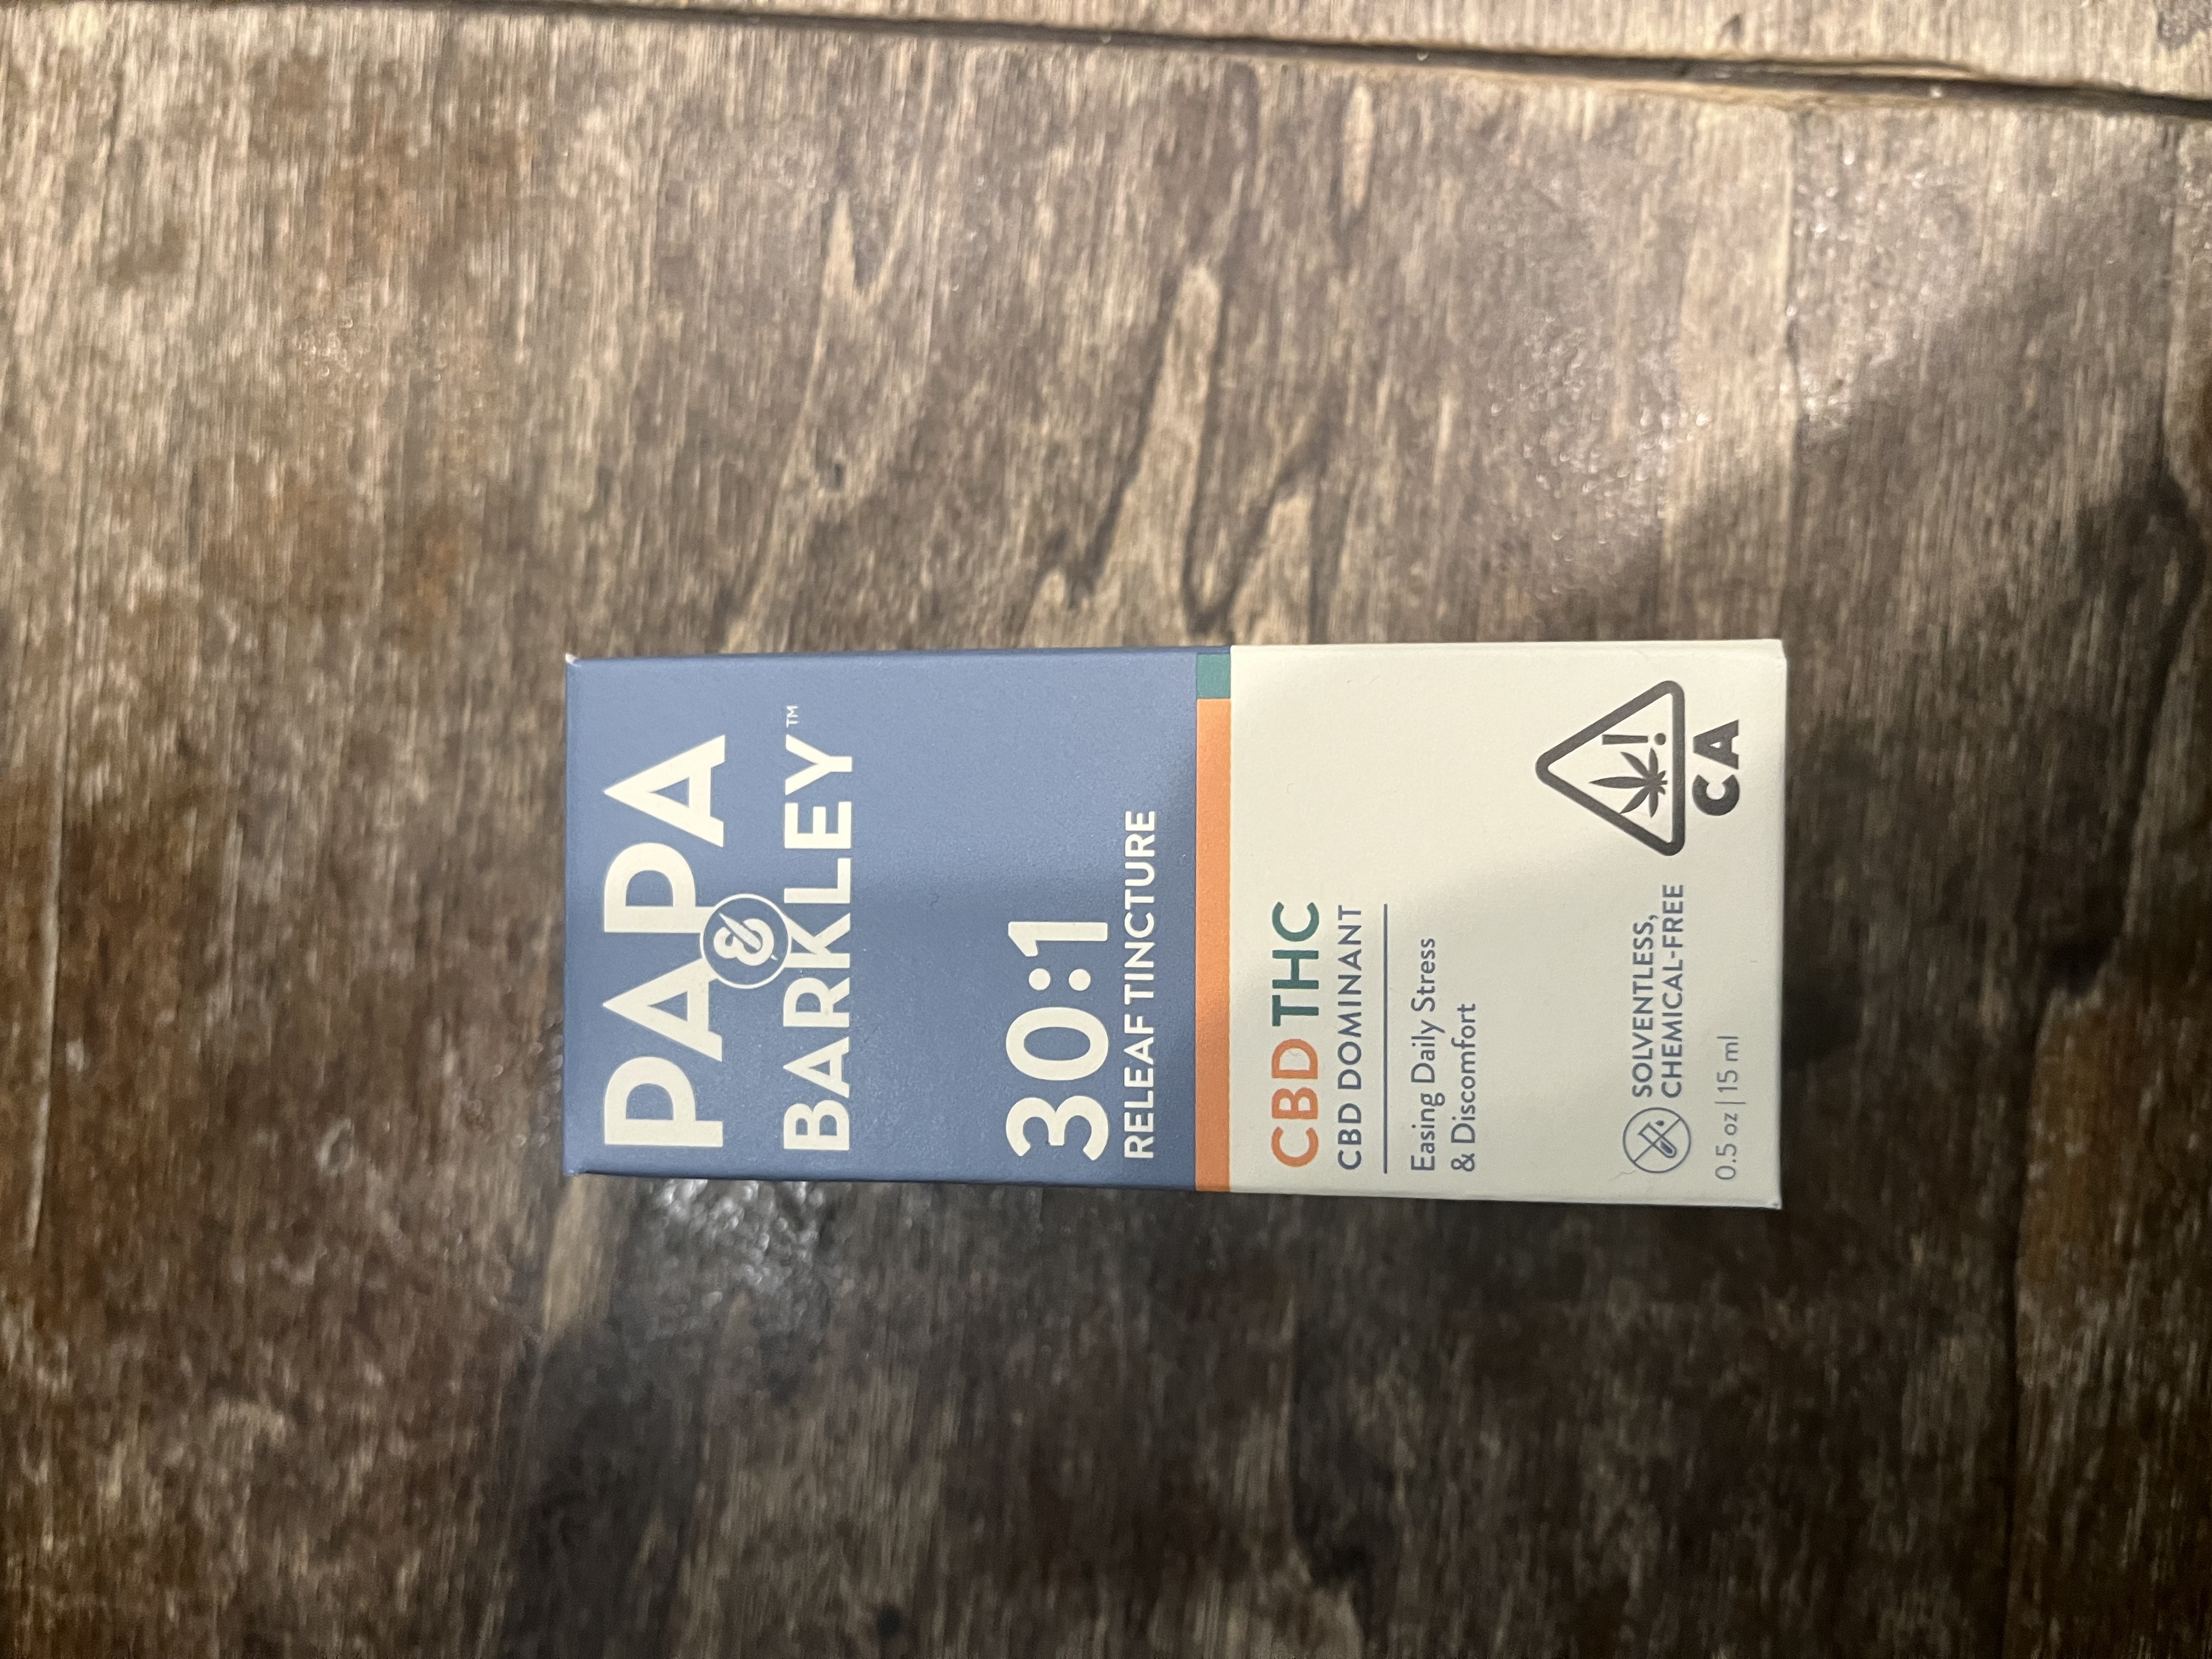 PAPA
&
BARKLEY™
30:1
RELEAF TINCTURE
CBD THC
CBD DOMINANT
Easing Daily Stress
& Discomfort
SOLVENTLESS,
CHEMICAL-FREE
0.5 oz | 15 ml
!
CA